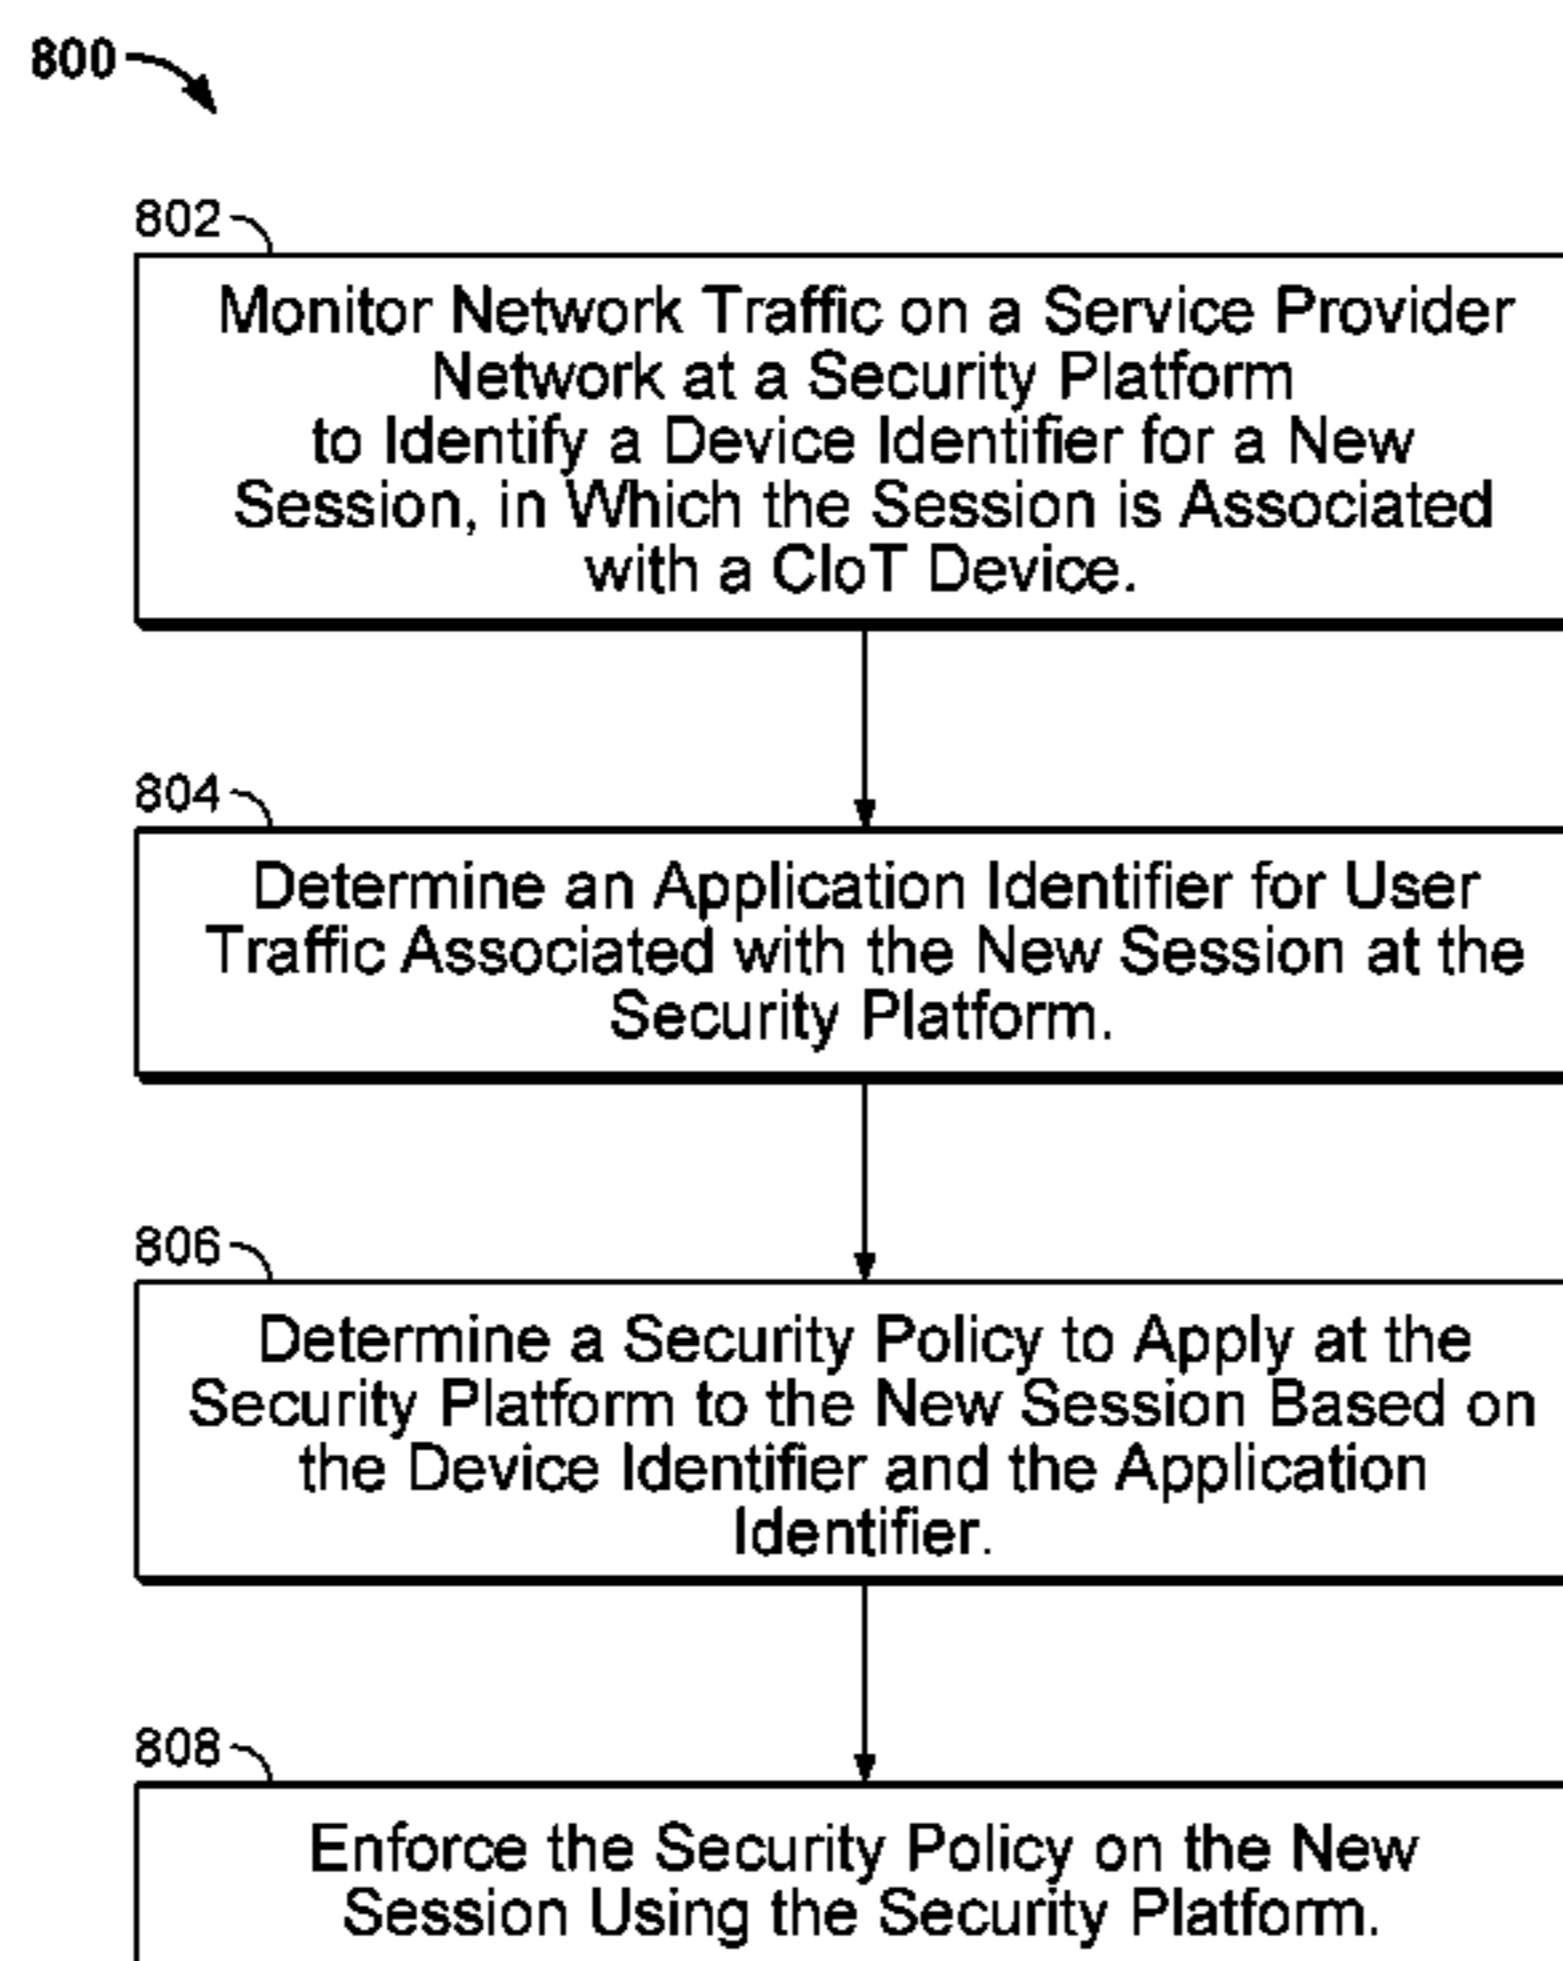 800
802
Monitor Network Traffic on a Service Provider
Network at a Security Platform
to Identify a Device Identifier for a New
Session, in Which the Session is Associated
with a CIoT Device.
804
Determine an Application Identifier for User
Traffic Associated with the New Session at the
Security Platform.
806
Determine a Security Policy to Apply at the
Security Platform to the New Session Based on
the Device Identifier and the Application
Identifier.
808
Enforce the Security Policy on the New
Session Using the Security Platform.